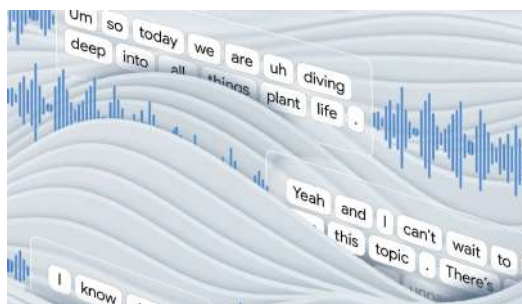 Um so today we are uh diving
deep into all things plant life .
Yeah and I can't wait to
this topic . There's
I know